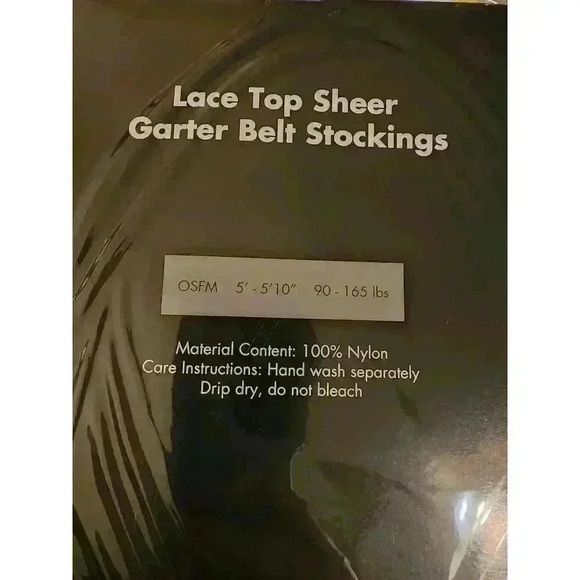 Lace Top Sheer
Garter Belt Stockings
OSFM 5' - 5'10" 90 - 165 lbs
Material Content: 100% Nylon
Care Instructions: Hand wash separately
Drip dry, do not bleach